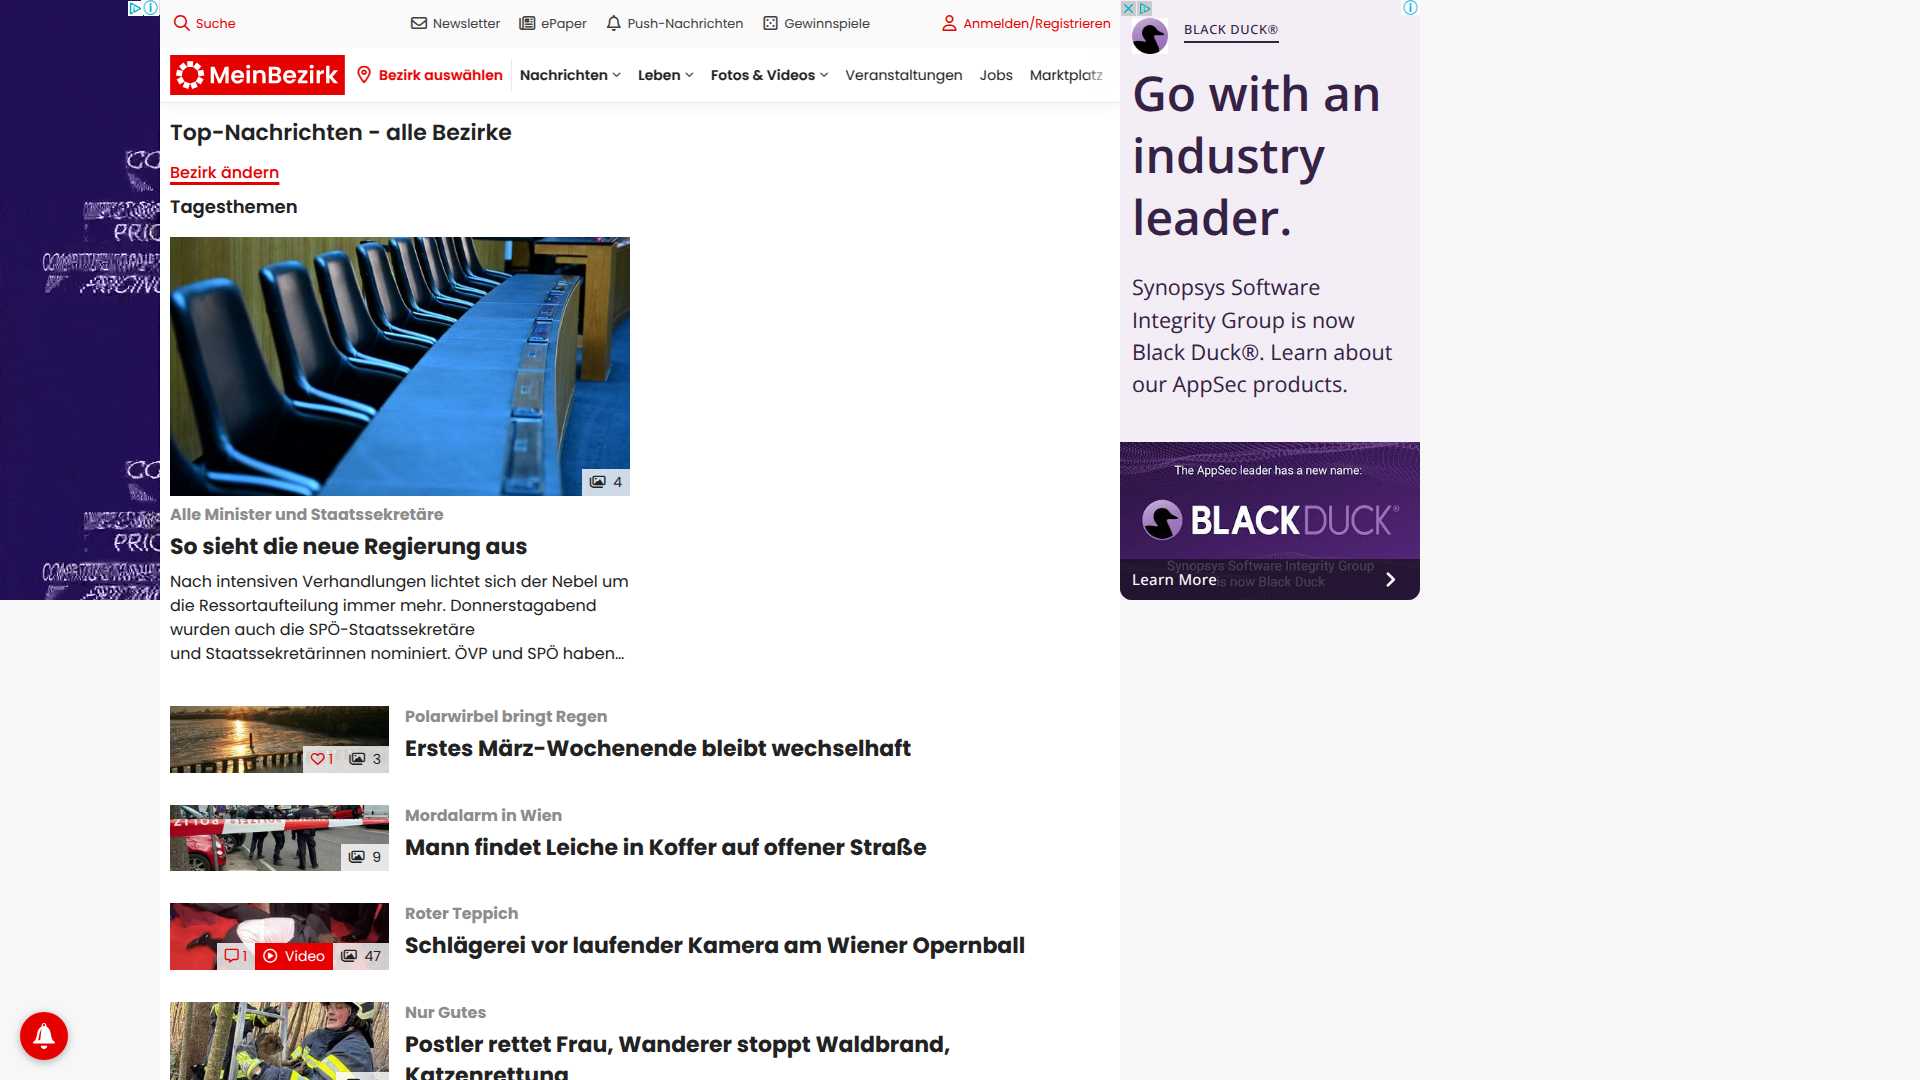 Suche
Newsletter
ePaper
Push-Nachrichten
Gewinnspiele
Anmelden/Registrieren
MeinBezirk
Bezirk auswählen
Nachrichten
Leben
Fotos & Videos
Veranstaltungen
Jobs
Marktplatz
Top-Nachrichten - alle Bezirke
Bezirk ändern
Tagesthemen
4
Alle Minister und Staatssekretäre
So sieht die neue Regierung aus
Nach intensiven Verhandlungen lichtet sich der Nebel um
die Ressortaufteilung immer mehr. Donnerstagabend
wurden auch die SPÖ-Staatssekretäre
und Staatssekretärinnen nominiert. ÖVP und SPÖ haben...
1
3
Polarwirbel bringt Regen
Erstes März-Wochenende bleibt wechselhaft
9
Mordalarm in Wien
Mann findet Leiche in Koffer auf offener Straße
1
Video
47
Roter Teppich
Schlägerei vor laufender Kamera am Wiener Opernball
Nur Gutes
Postler rettet Frau, Wanderer stoppt Waldbrand,
Katzenrettung
BLACK DUCK®
Go with an
industry
leader.
Synopsys Software
Integrity Group is now
Black Duck®. Learn about
our AppSec products.
The AppSec leader has a new name:
BLACKDUCK®
Synopsys Software Integrity Group
is now Black Duck
Learn More